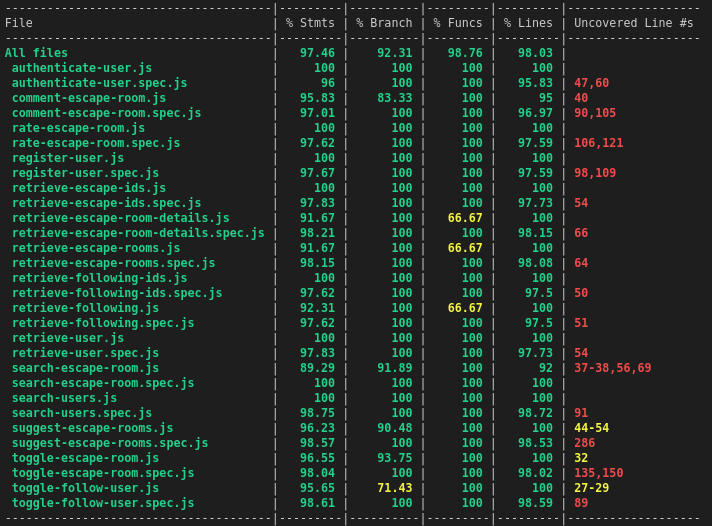 --------------------------------------|---------|----------|---------|---------|-------------------
File                                  | % Stmts | % Branch | % Funcs | % Lines | Uncovered Line #s
--------------------------------------|---------|----------|---------|---------|-------------------
All files                             |   97.46 |    92.31 |   98.76 |   98.03 |
 authenticate-user.js                 |     100 |      100 |     100 |     100 |
 authenticate-user.spec.js            |      96 |      100 |     100 |   95.83 | 47,60
 comment-escape-room.js               |   95.83 |    83.33 |     100 |      95 | 40
 comment-escape-room.spec.js          |   97.01 |      100 |     100 |   96.97 | 90,105
 rate-escape-room.js                  |     100 |      100 |     100 |     100 |
 rate-escape-room.spec.js             |   97.62 |      100 |     100 |   97.59 | 106,121
 register-user.js                     |     100 |      100 |     100 |     100 |
 register-user.spec.js                |   97.67 |      100 |     100 |   97.59 | 98,109
 retrieve-escape-ids.js               |     100 |      100 |     100 |     100 |
 retrieve-escape-ids.spec.js          |   97.83 |      100 |     100 |   97.73 | 54
 retrieve-escape-room-details.js      |   91.67 |      100 |   66.67 |     100 |
 retrieve-escape-room-details.spec.js |   98.21 |      100 |     100 |   98.15 | 66
 retrieve-escape-rooms.js             |   91.67 |      100 |   66.67 |     100 |
 retrieve-escape-rooms.spec.js        |   98.15 |      100 |     100 |   98.08 | 64
 retrieve-following-ids.js            |     100 |      100 |     100 |     100 |
 retrieve-following-ids.spec.js       |   97.62 |      100 |     100 |    97.5 | 50
 retrieve-following.js                |   92.31 |      100 |   66.67 |     100 |
 retrieve-following.spec.js           |   97.62 |      100 |     100 |    97.5 | 51
 retrieve-user.js                     |     100 |      100 |     100 |     100 |
 retrieve-user.spec.js                |   97.83 |      100 |     100 |   97.73 | 54
 search-escape-room.js                |   89.29 |    91.89 |     100 |      92 | 37-38,56,69
 search-escape-room.spec.js           |     100 |      100 |     100 |     100 |
 search-users.js                      |     100 |      100 |     100 |     100 |
 search-users.spec.js                 |   98.75 |      100 |     100 |   98.72 | 91
 suggest-escape-rooms.js              |   96.23 |    90.48 |     100 |     100 | 44-54
 suggest-escape-rooms.spec.js         |   98.57 |      100 |     100 |   98.53 | 286
 toggle-escape-room.js                |   96.55 |    93.75 |     100 |     100 | 32
 toggle-escape-room.spec.js           |   98.04 |      100 |     100 |   98.02 | 135,150
 toggle-follow-user.js                |   95.65 |    71.43 |     100 |     100 | 27-29
 toggle-follow-user.spec.js           |   98.61 |      100 |     100 |   98.59 | 89
--------------------------------------|---------|----------|---------|---------|-------------------